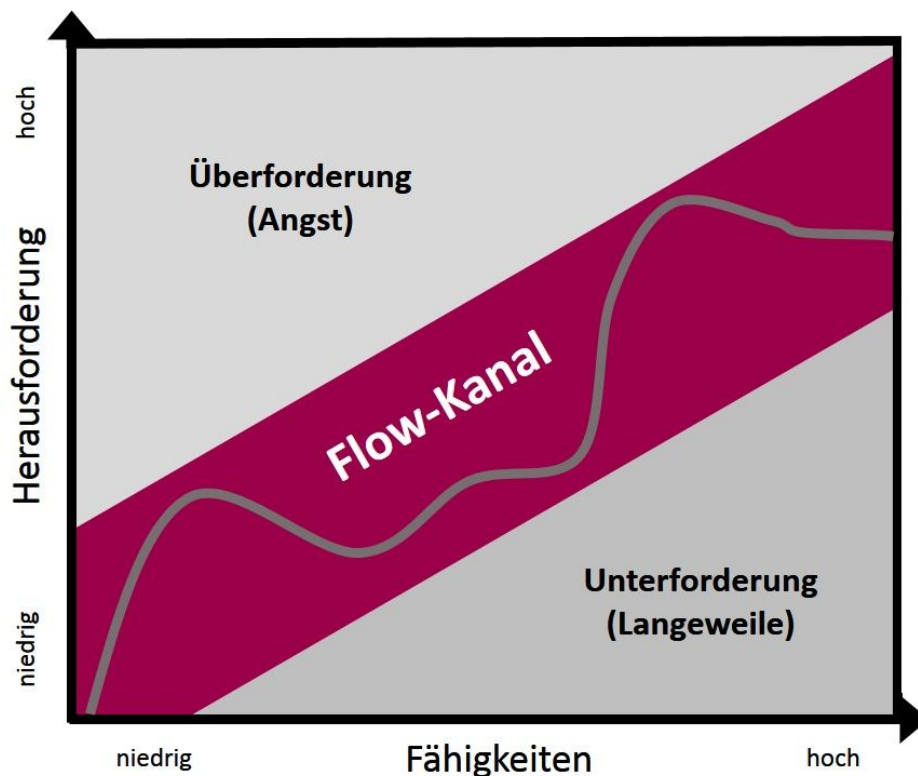 hoch
Überforderung
(Angst)
Herausforderung
Flow-Kanal
Unterforderung
(Langeweile)
niedrig
niedrig
Fähigkeiten
hoch